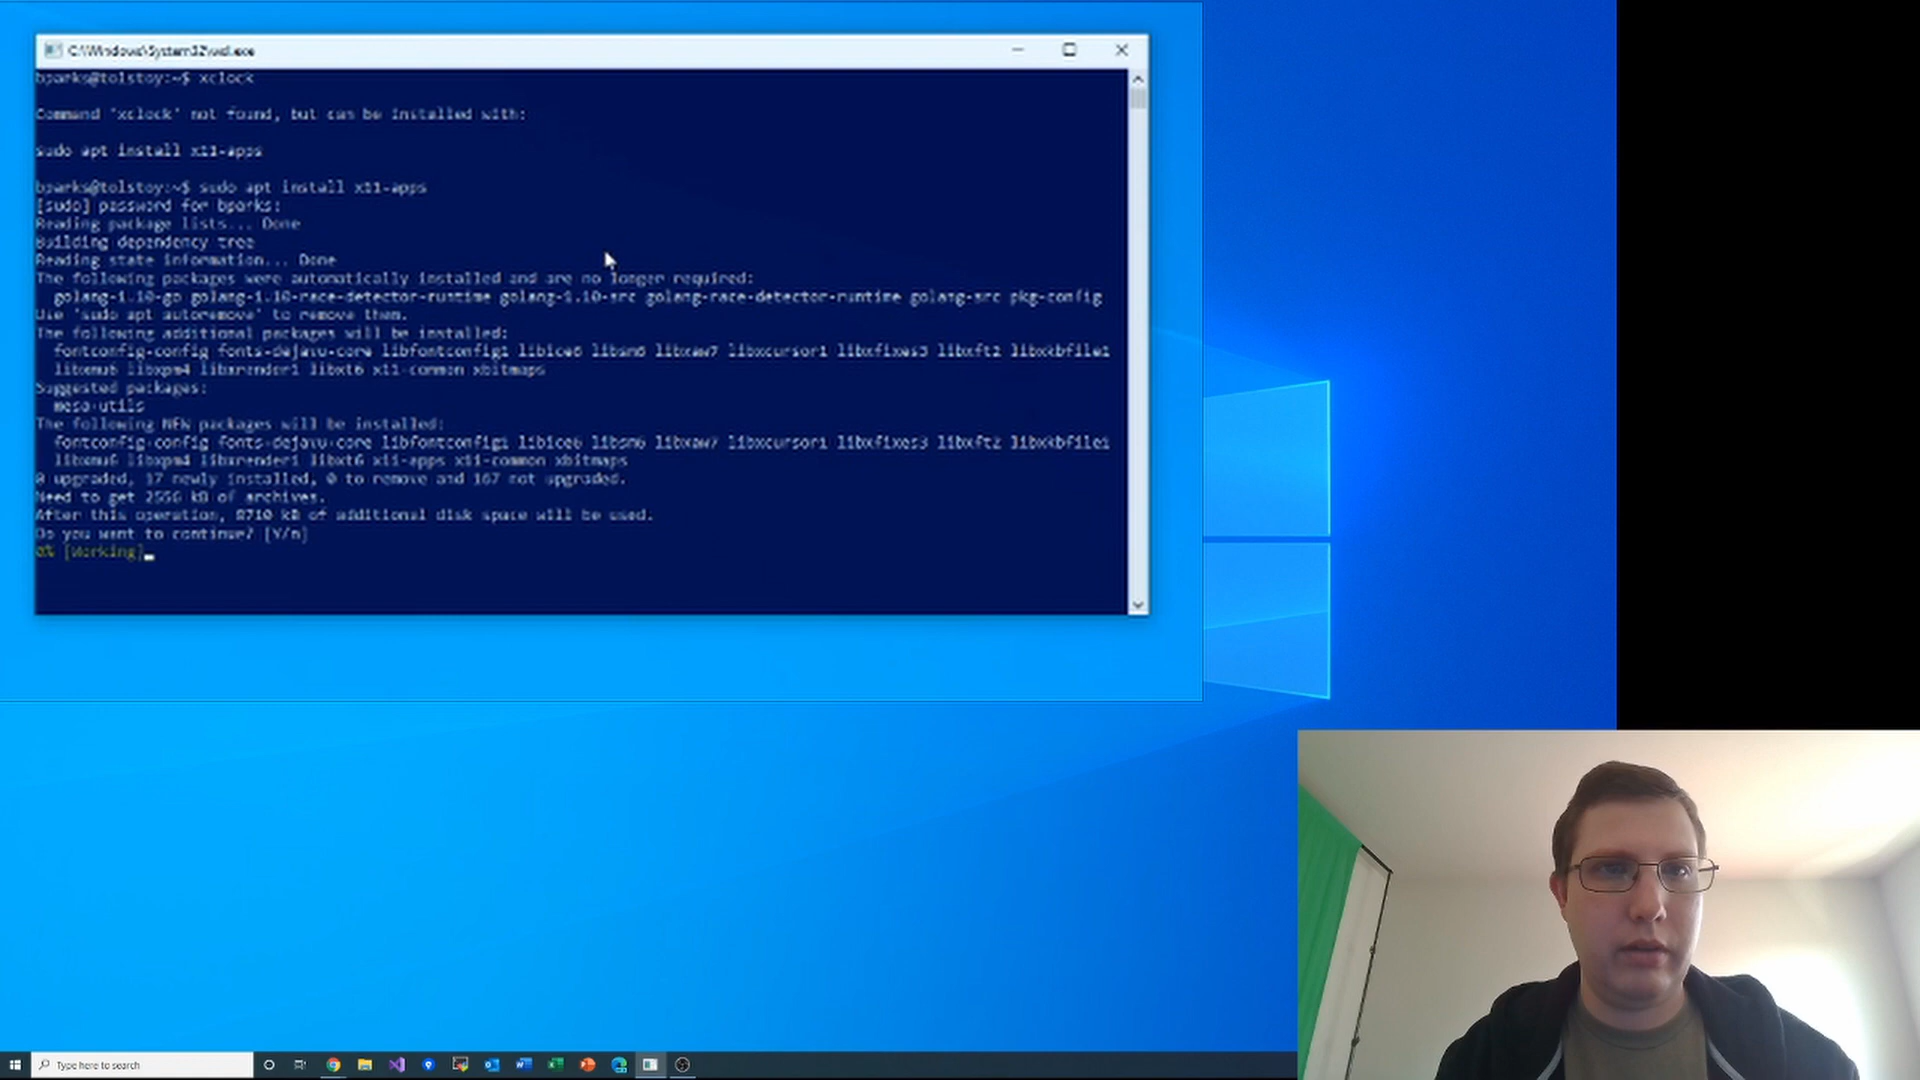 C:\Windows\System32\wsl.exe
bparks@tolstoy:~$ xclock
Command 'xclock' not found, but can be installed with:
sudo apt install x11-apps
bparks@tolstoy:~$ sudo apt install x11-apps
[sudo] password for bparks:
Reading package lists... Done
Building dependency tree
Reading state information... Done
The following packages were automatically installed and are no longer required:
golang-1.10-go golang-1.10-race-detector-runtime golang-1.10-src golang-race-detector-runtime golang-src pkg-config
Use 'sudo apt autoremove' to remove them.
The following additional packages will be installed:
fontconfig-config fonts-dejavu-core libfontconfig1 libice6 libsm6 libxaw7 libxcursor1 libxfixes3 libxft2 libxkbfile1
libxmu6 libxpm4 libxrender1 libxt6 x11-common xbitmaps
Suggested packages:
mesa-utils
The following NEW packages will be installed:
fontconfig-config fonts-dejavu-core libfontconfig1 libice6 libsm6 libxaw7 libxcursor1 libxfixes3 libxft2 libxkbfile1
libxmu6 libxpm4 libxrender1 libxt6 x11-apps x11-common xbitmaps
0 upgraded, 17 newly installed, 0 to remove and 167 not upgraded.
Need to get 2556 kB of archives.
After this operation, 8710 kB of additional disk space will be used.
Do you want to continue? [Y/n]
0% [Working]
Type here to search